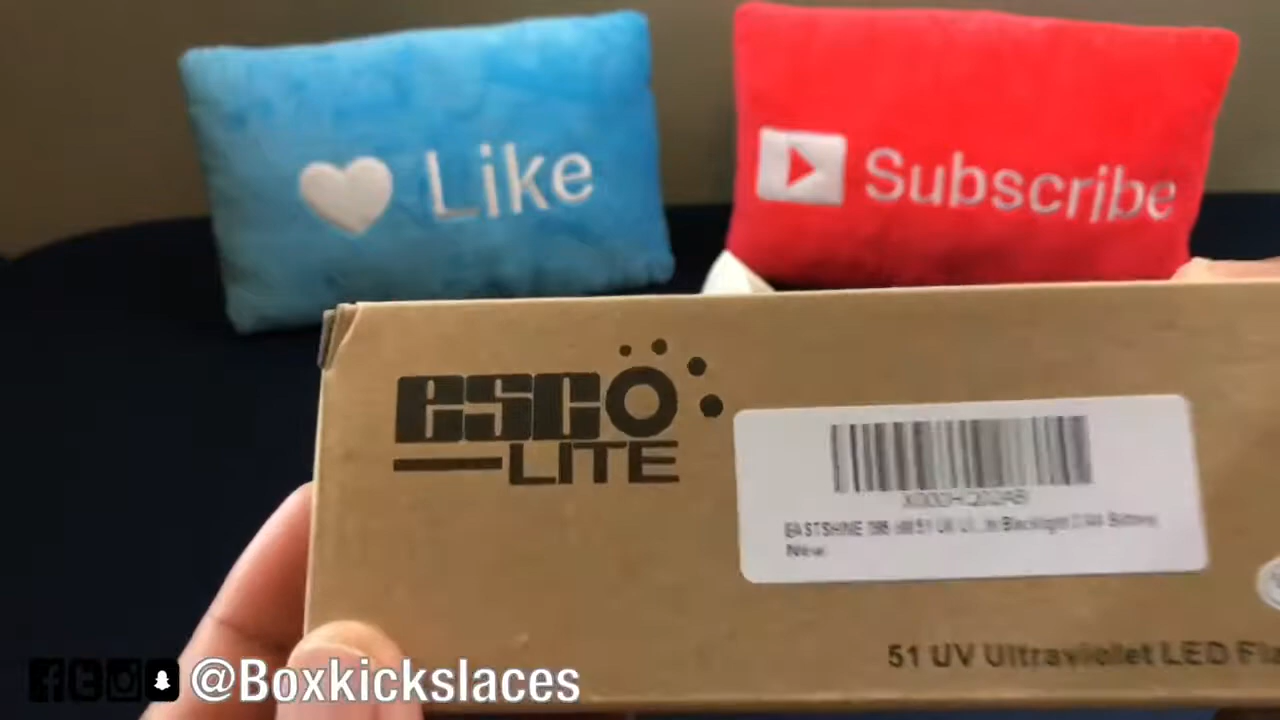 Like
Subscribe
esco
LITE
EASTSHINE
New
51 UV Ultraviolet LED
@Boxkickslaces